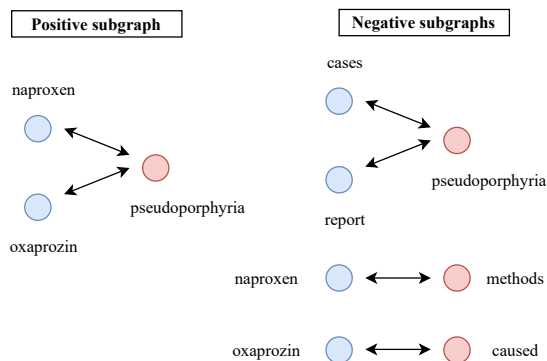 Positive subgraph
naproxen
pseudoporphyria
oxaprozin
Negative subgraphs
cases
pseudoporphyria
report
naproxen methods
oxaprozin caused